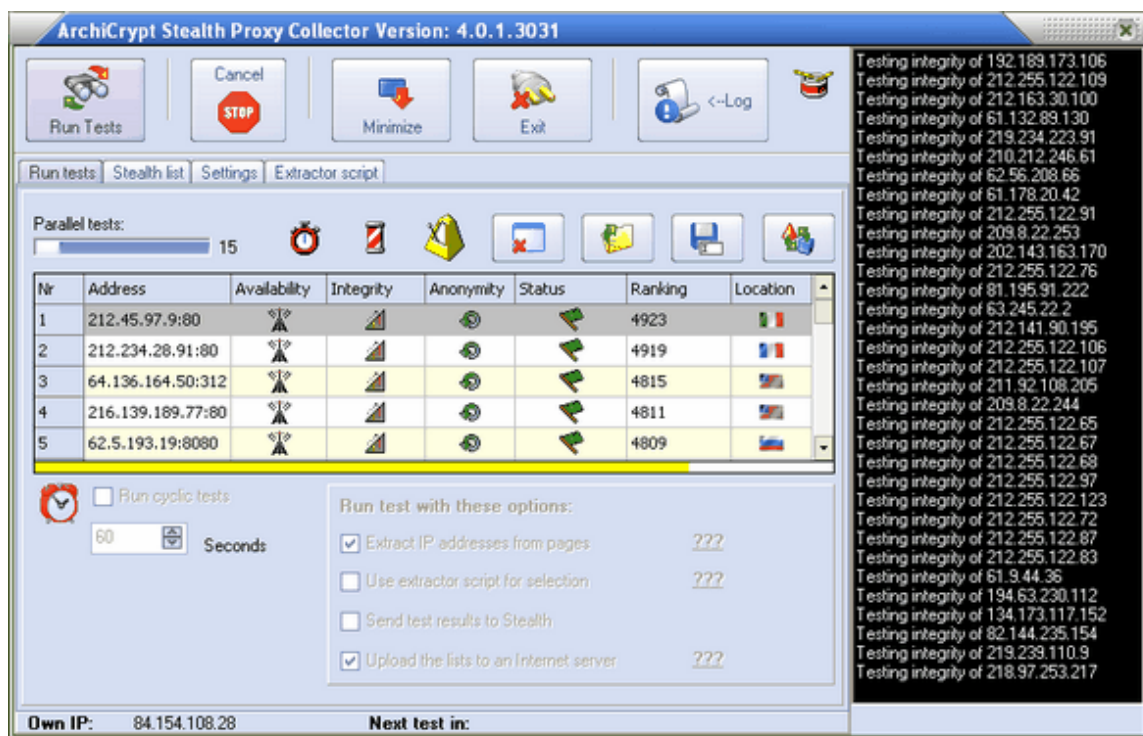 ArchiCrypt Stealth Proxy Collector Version: 4.0.1.3031
Run Tests
Cancel
STOP
Minimize
Exit
<--Log
Run tests Stealth list Settings Extractor script
Parallel tests:
15
Nr Address Availability Integrity Anonymity Status Ranking Location
1 212.45.97.9:80 4923
2 212.234.28.91:80 4919
3 64.136.164.50:312 4815
4 216.139.189.77:80 4811
5 62.5.193.19:8080 4809
Run cyclic tests
60 Seconds
Run test with these options:
Extract IP addresses from pages ???
Use extractor script for selection ???
Send test results to Stealth
Upload the lists to an Internet server ???
Own IP: 84.154.108.28 Next test in:
Testing integrity of 192.189.173.106
Testing integrity of 212.255.122.109
Testing integrity of 212.163.30.100
Testing integrity of 61.132.89.130
Testing integrity of 219.234.223.91
Testing integrity of 210.212.246.61
Testing integrity of 62.56.208.66
Testing integrity of 61.178.20.42
Testing integrity of 212.255.122.91
Testing integrity of 209.8.22.253
Testing integrity of 202.143.163.170
Testing integrity of 212.255.122.76
Testing integrity of 81.195.91.222
Testing integrity of 63.245.22.2
Testing integrity of 212.141.90.195
Testing integrity of 212.255.122.106
Testing integrity of 212.255.122.107
Testing integrity of 211.92.108.205
Testing integrity of 209.8.22.244
Testing integrity of 212.255.122.65
Testing integrity of 212.255.122.67
Testing integrity of 212.255.122.68
Testing integrity of 212.255.122.97
Testing integrity of 212.255.122.123
Testing integrity of 212.255.122.72
Testing integrity of 212.255.122.87
Testing integrity of 212.255.122.83
Testing integrity of 61.9.44.36
Testing integrity of 194.63.230.112
Testing integrity of 134.173.117.152
Testing integrity of 82.144.235.154
Testing integrity of 219.239.110.9
Testing integrity of 218.97.253.217